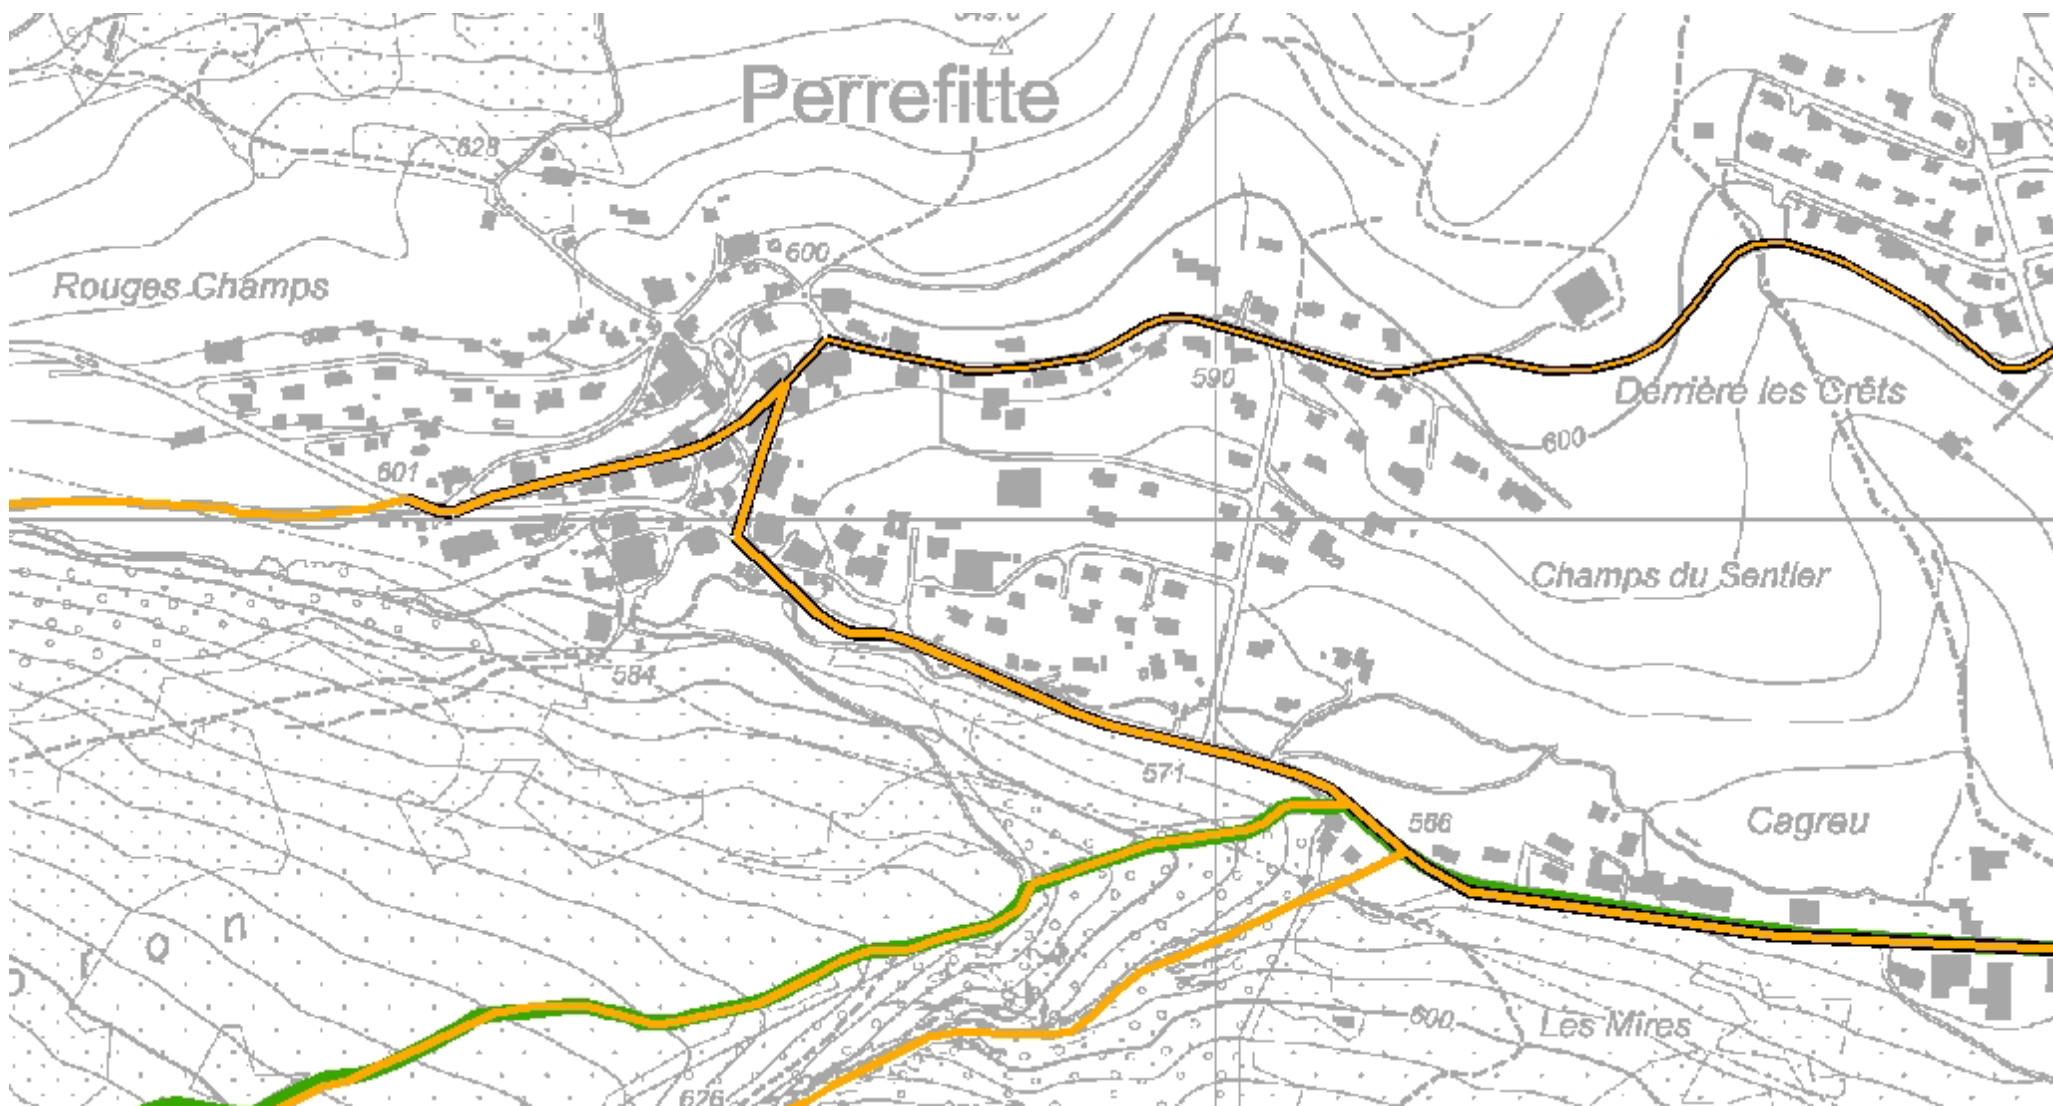 Perrefitte
628
600
Rouges Champs
590
Derrière les Crêts
600
601
Champs du Sentier
584
571
566
Cagreu
o n
600
Les Mires
626